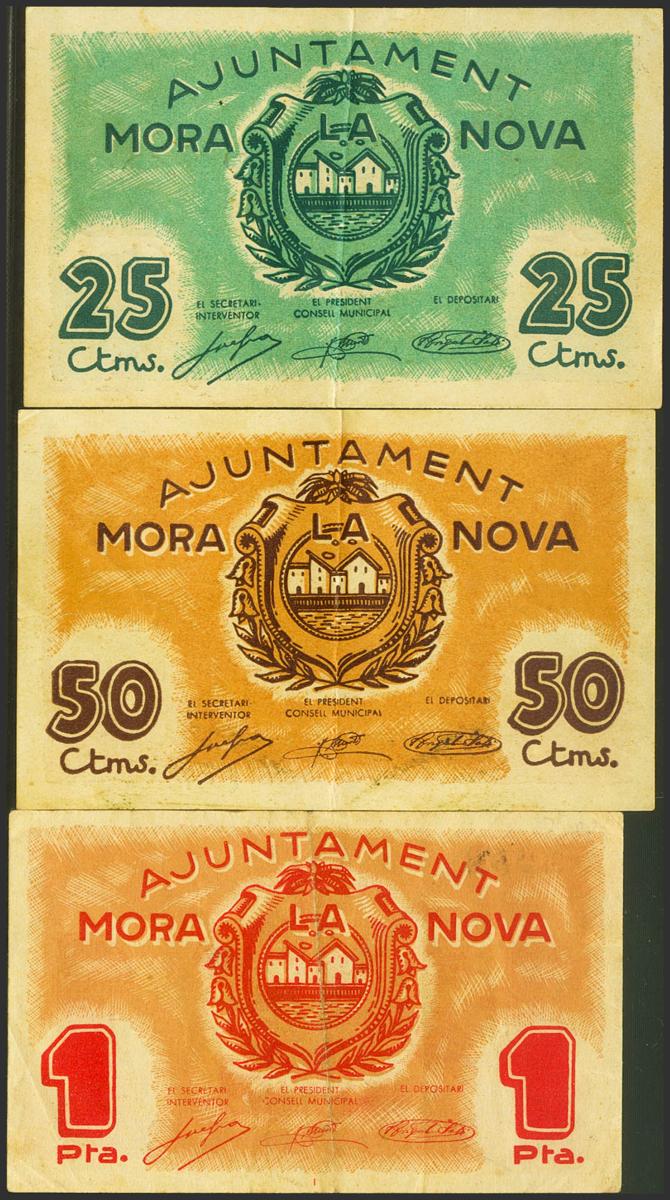 AJUNTAMENT
MORA LA NOVA
25 Ctms.
EL SECRETARI-INTERVENTOR
EL PRESIDENT CONSELL MUNICIPAL
EL DEPOSITARI
25 Ctms.
AJUNTAMENT
MORA LA NOVA
50 Ctms.
EL SECRETARI-INTERVENTOR
EL PRESIDENT CONSELL MUNICIPAL
EL DEPOSITARI
50 Ctms.
AJUNTAMENT
MORA LA NOVA
1 Pta.
EL SECRETARI INTERVENTOR
EL PRESIDENT CONSELL MUNICIPAL
EL DEPOSITARI
1 Pta.